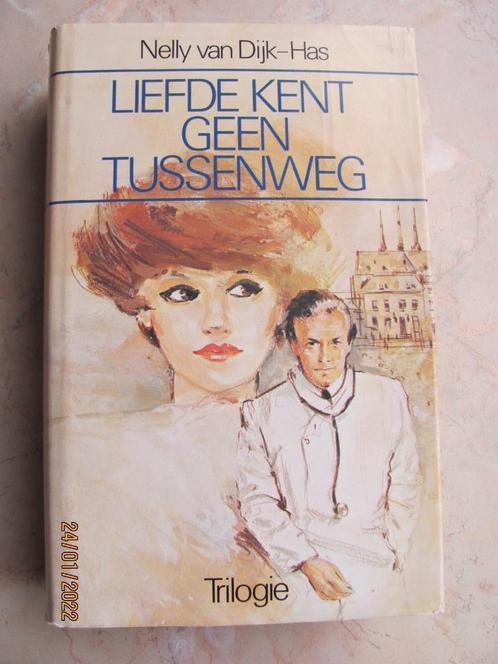 Nelly van Dijk-Has
LIEFDE KENT
GEEN
TUSSENWEG
Trilogie
24/01/2022